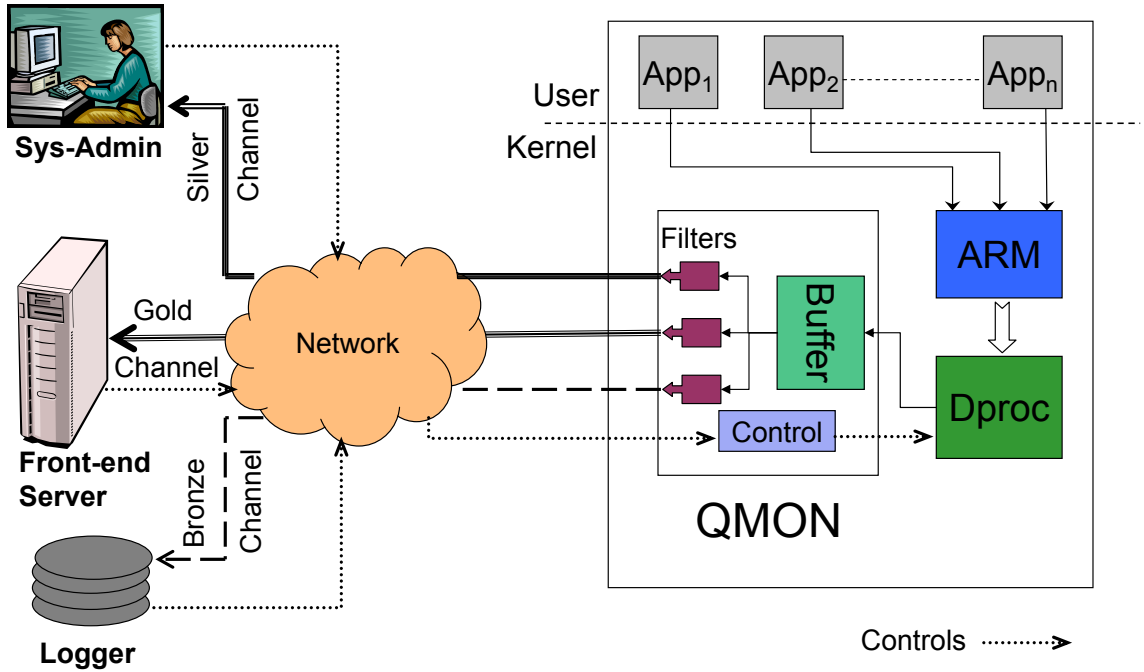 Sys-Admin
Silver
Channel
Gold
Channel
Front-end
Server
Bronze
Channel
Logger
Network
User
Kernel
App1
App2
Appn
Filters
Buffer
ARM
Dproc
Control
QMON
Controls